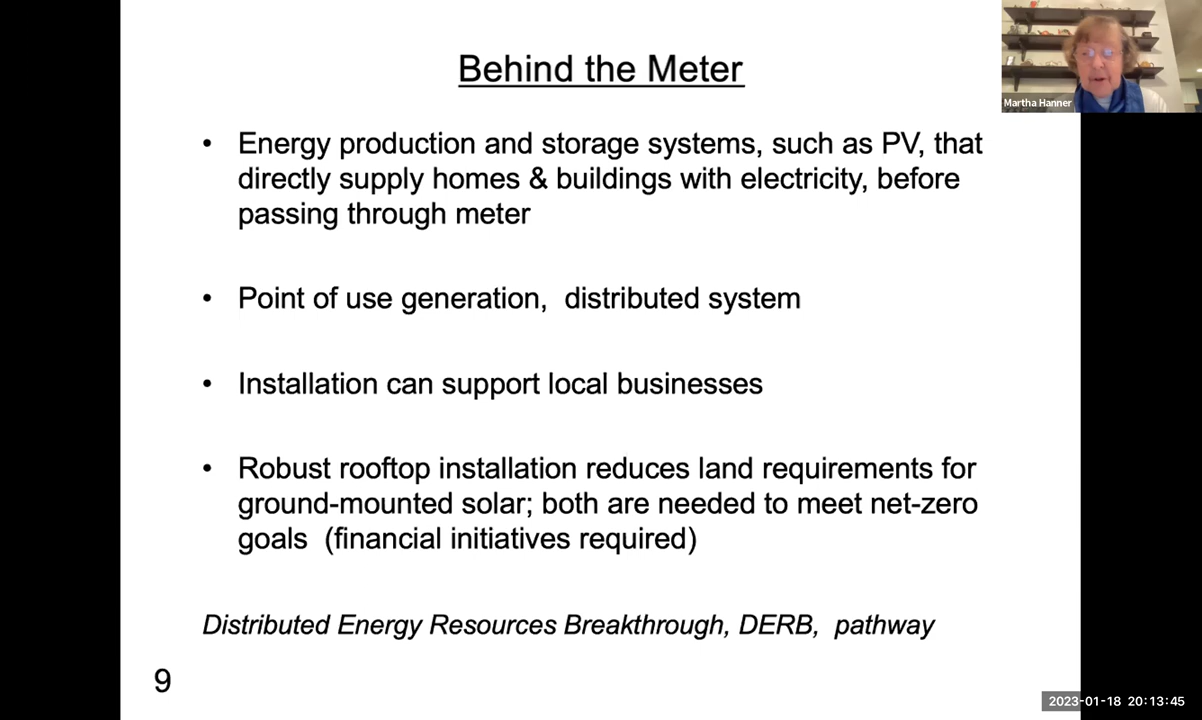 Behind the Meter
• Energy production and storage systems, such as PV, that
directly supply homes & buildings with electricity, before
passing through meter
• Point of use generation,  distributed system
• Installation can support local businesses
• Robust rooftop installation reduces land requirements for
ground-mounted solar; both are needed to meet net-zero
goals  (financial initiatives required)
Distributed Energy Resources Breakthrough, DERB,  pathway
9
Martha Hanner
2023-01-18  20:13:45